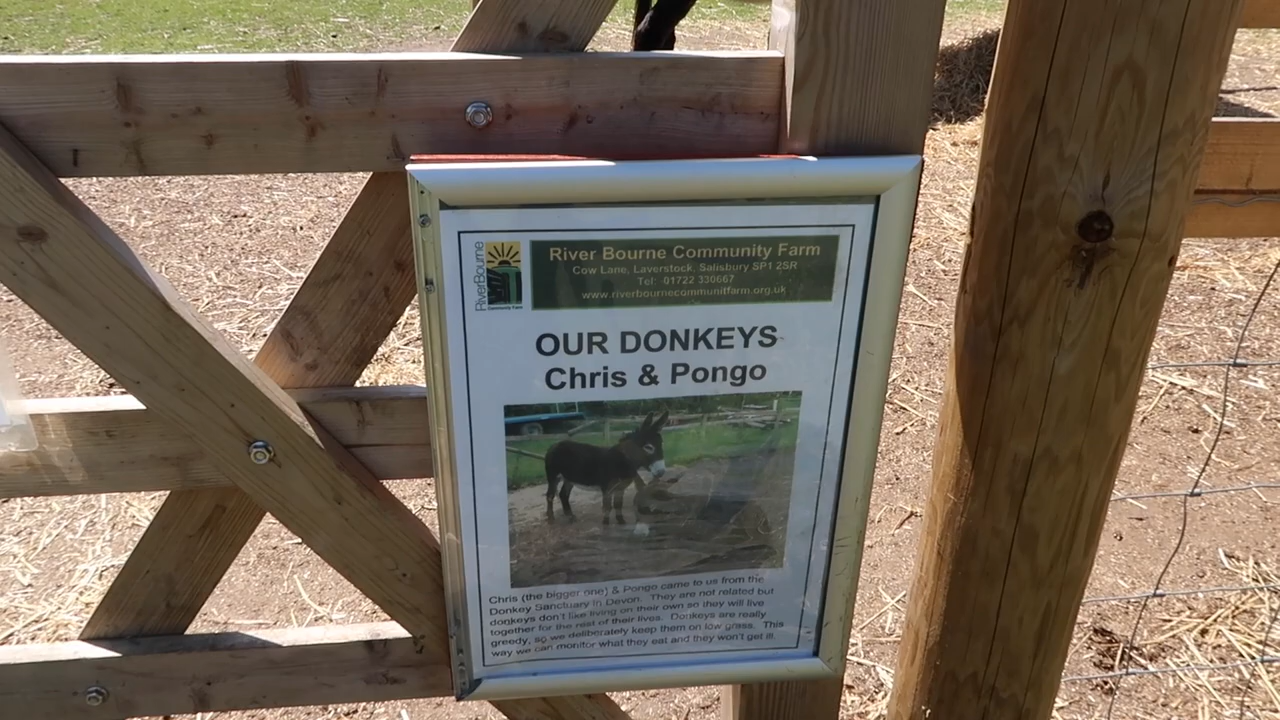 RiverBourne
Community Farm
River Bourne Community Farm
Cow Lane, Laverstock, Salisbury SP1 2SR
Tel: 01722 330667
www.riverbournecommunitfarm.org.uk
OUR DONKEYS
Chris & Pongo
Chris (the bigger one) & Pongo came to us from the
Donkey Sanctuary in Devon. They are not related but
donkeys don't like living on their own so they will live
together for the rest of their lives. Donkeys are really
greedy, so we deliberately keep them on low grass. This
way we can monitor what they eat and they won't get ill.